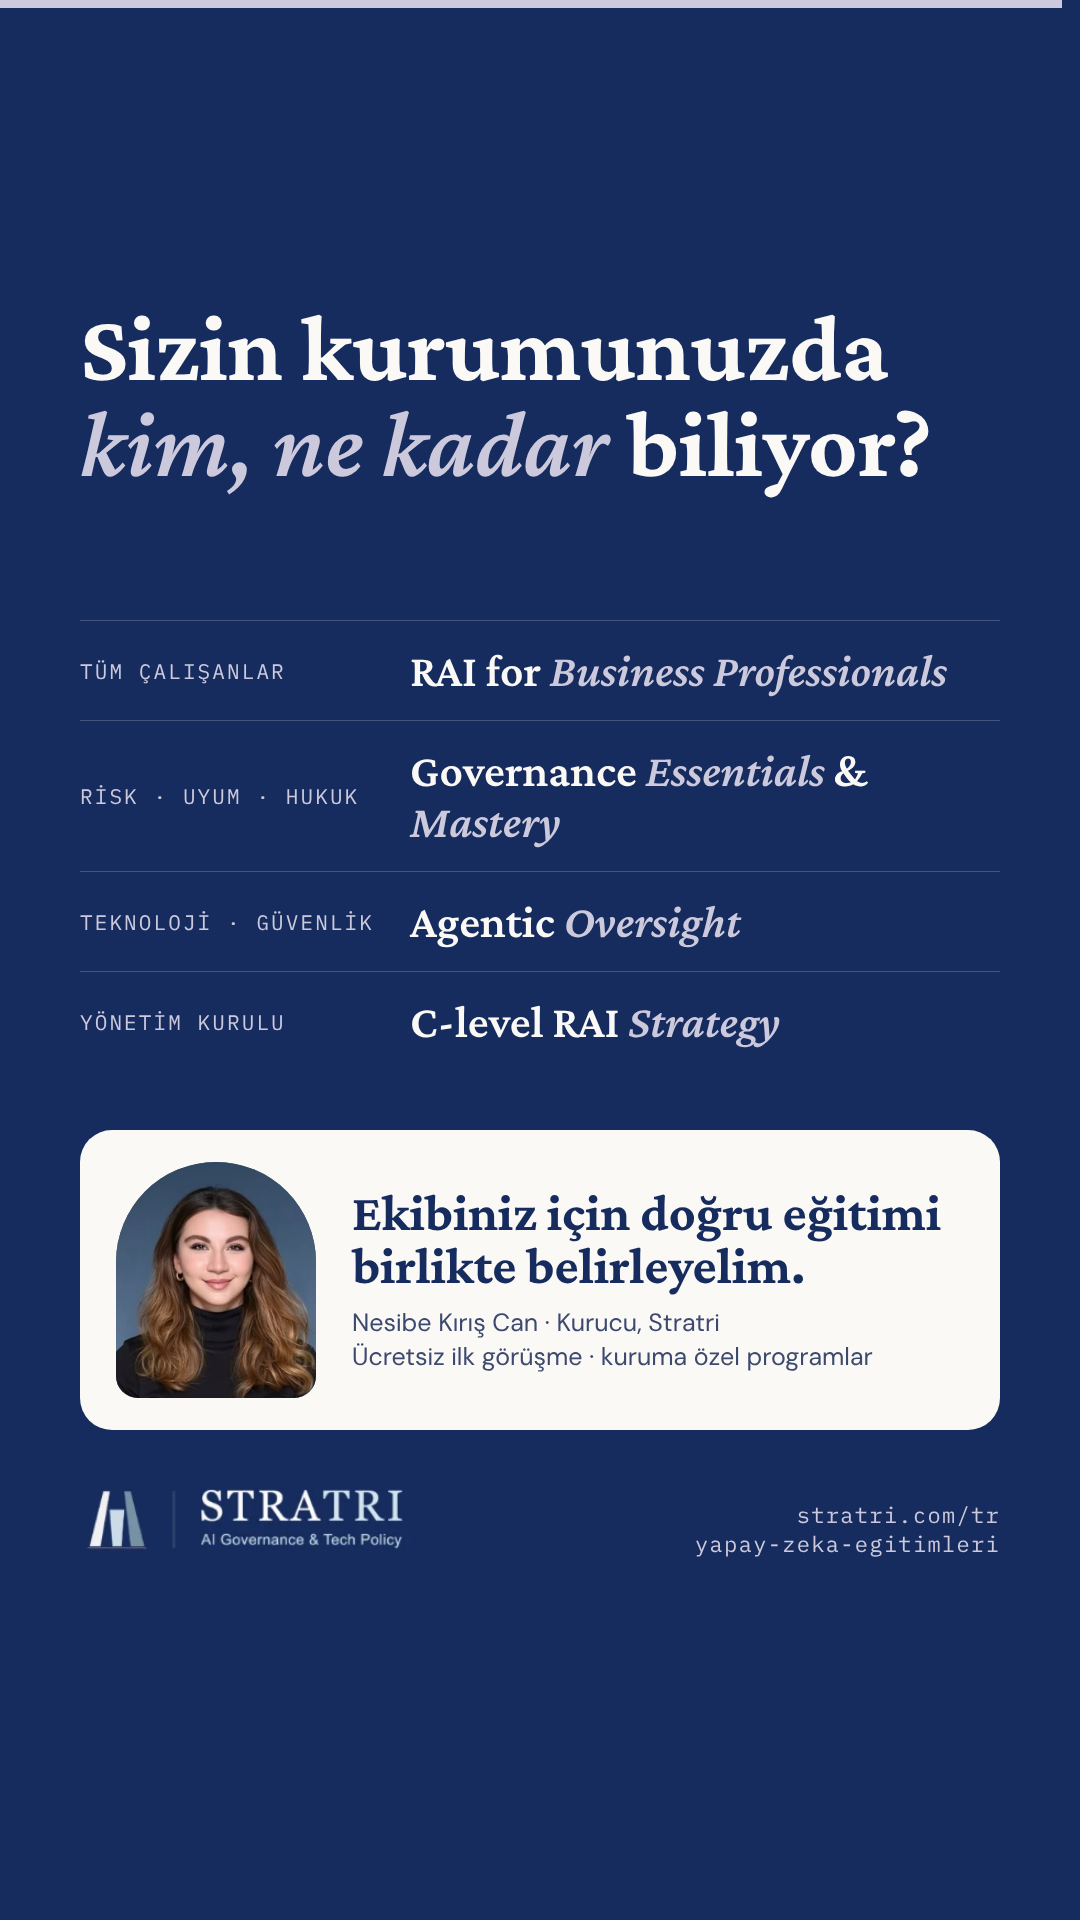 Sizin kurumunuzda
kim, ne kadar biliyor?
TÜM ÇALIŞANLAR
RAI for Business Professionals
RİSK · UYUM · HUKUK
Governance Essentials &
Mastery
TEKNOLOJİ · GÜVENLİK
Agentic Oversight
YÖNETİM KURULU
C-level RAI Strategy
Ekibiniz için doğru eğitimi
birlikte belirleyelim.
Nesibe Kırış Can · Kurucu, Stratri
Ücretsiz ilk görüşme · kuruma özel programlar
STRATRI
AI Governance & Tech Policy
stratri.com/tr
yapay-zeka-egitimleri